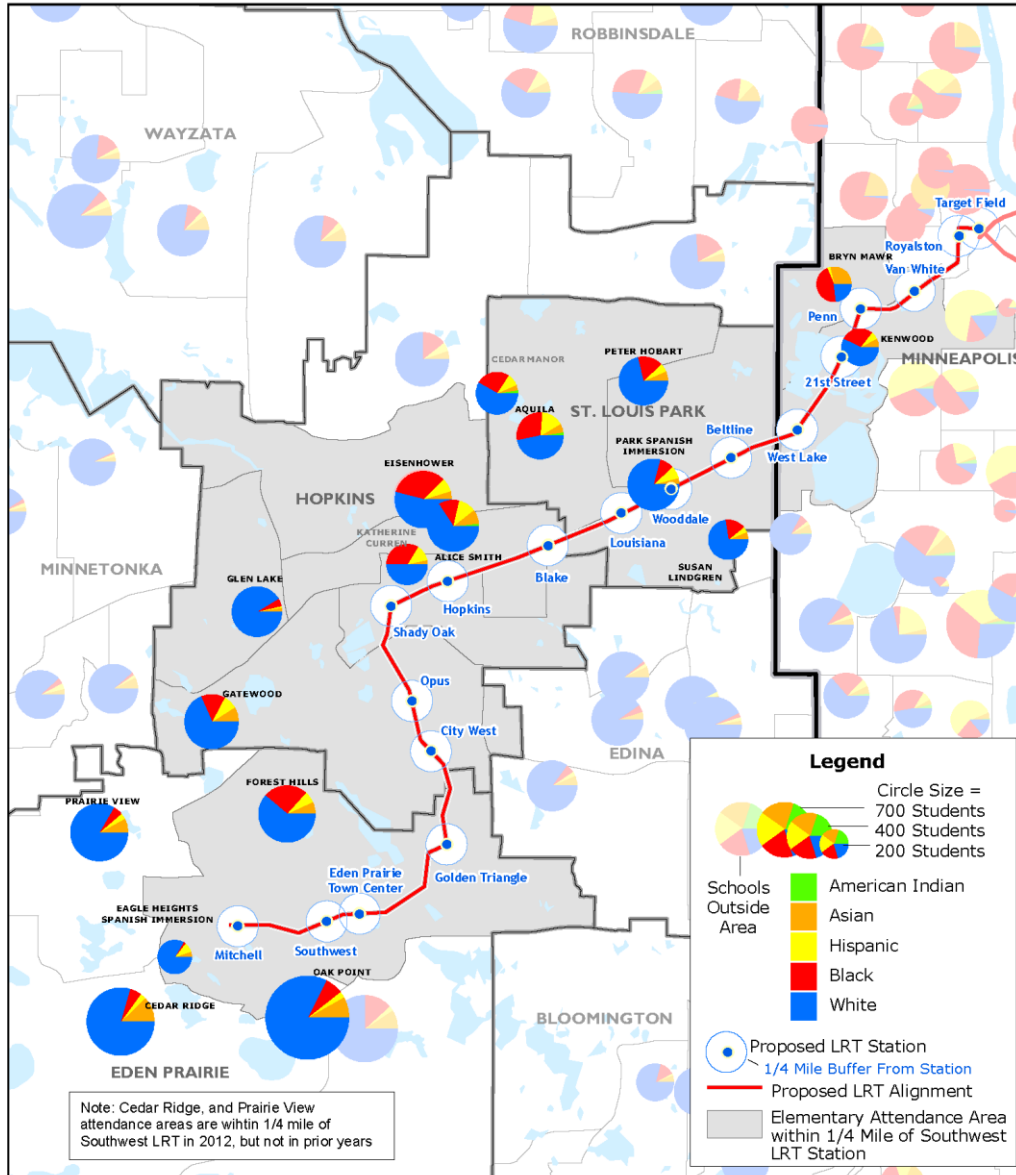 ROBBINSDALE
WAYZATA
Target Field
Royalston
BRYN MAWR
Van White
Penn
KENWOOD
MINNEAPOLIS
CEDAR MANOR
PETER HOBART
21st Street
AQUILA
ST. LOUIS PARK
Beltline
West Lake
PARK SPANISH
IMMERSION
EISENHOWER
HOPKINS
Wooddale
KATHERINE
CURREN
Louisiana
ALICE SMITH
Blake
SUSAN
LINDGREN
MINNETONKA
GLEN LAKE
Hopkins
Shady Oak
Opus
GATEWOOD
City West
EDINA
FOREST HILLS
PRAIRIE VIEW
Golden Triangle
Eden Prairie
Town Center
EAGLE HEIGHTS
SPANISH IMMERSION
Mitchell
Southwest
OAK POINT
CEDAR RIDGE
BLOOMINGTON
EDEN PRAIRIE
Note: Cedar Ridge, and Prairie View
attendance areas are whithin 1/4 mile of
Southwest LRT in 2012, but not in prior years
Legend
Circle Size =
700 Students
400 Students
200 Students
Schools
Outside
Area
American Indian
Asian
Hispanic
Black
White
Proposed LRT Station
1/4 Mile Buffer From Station
Proposed LRT Alignment
Elementary Attendance Area
within 1/4 Mile of Southwest
LRT Station